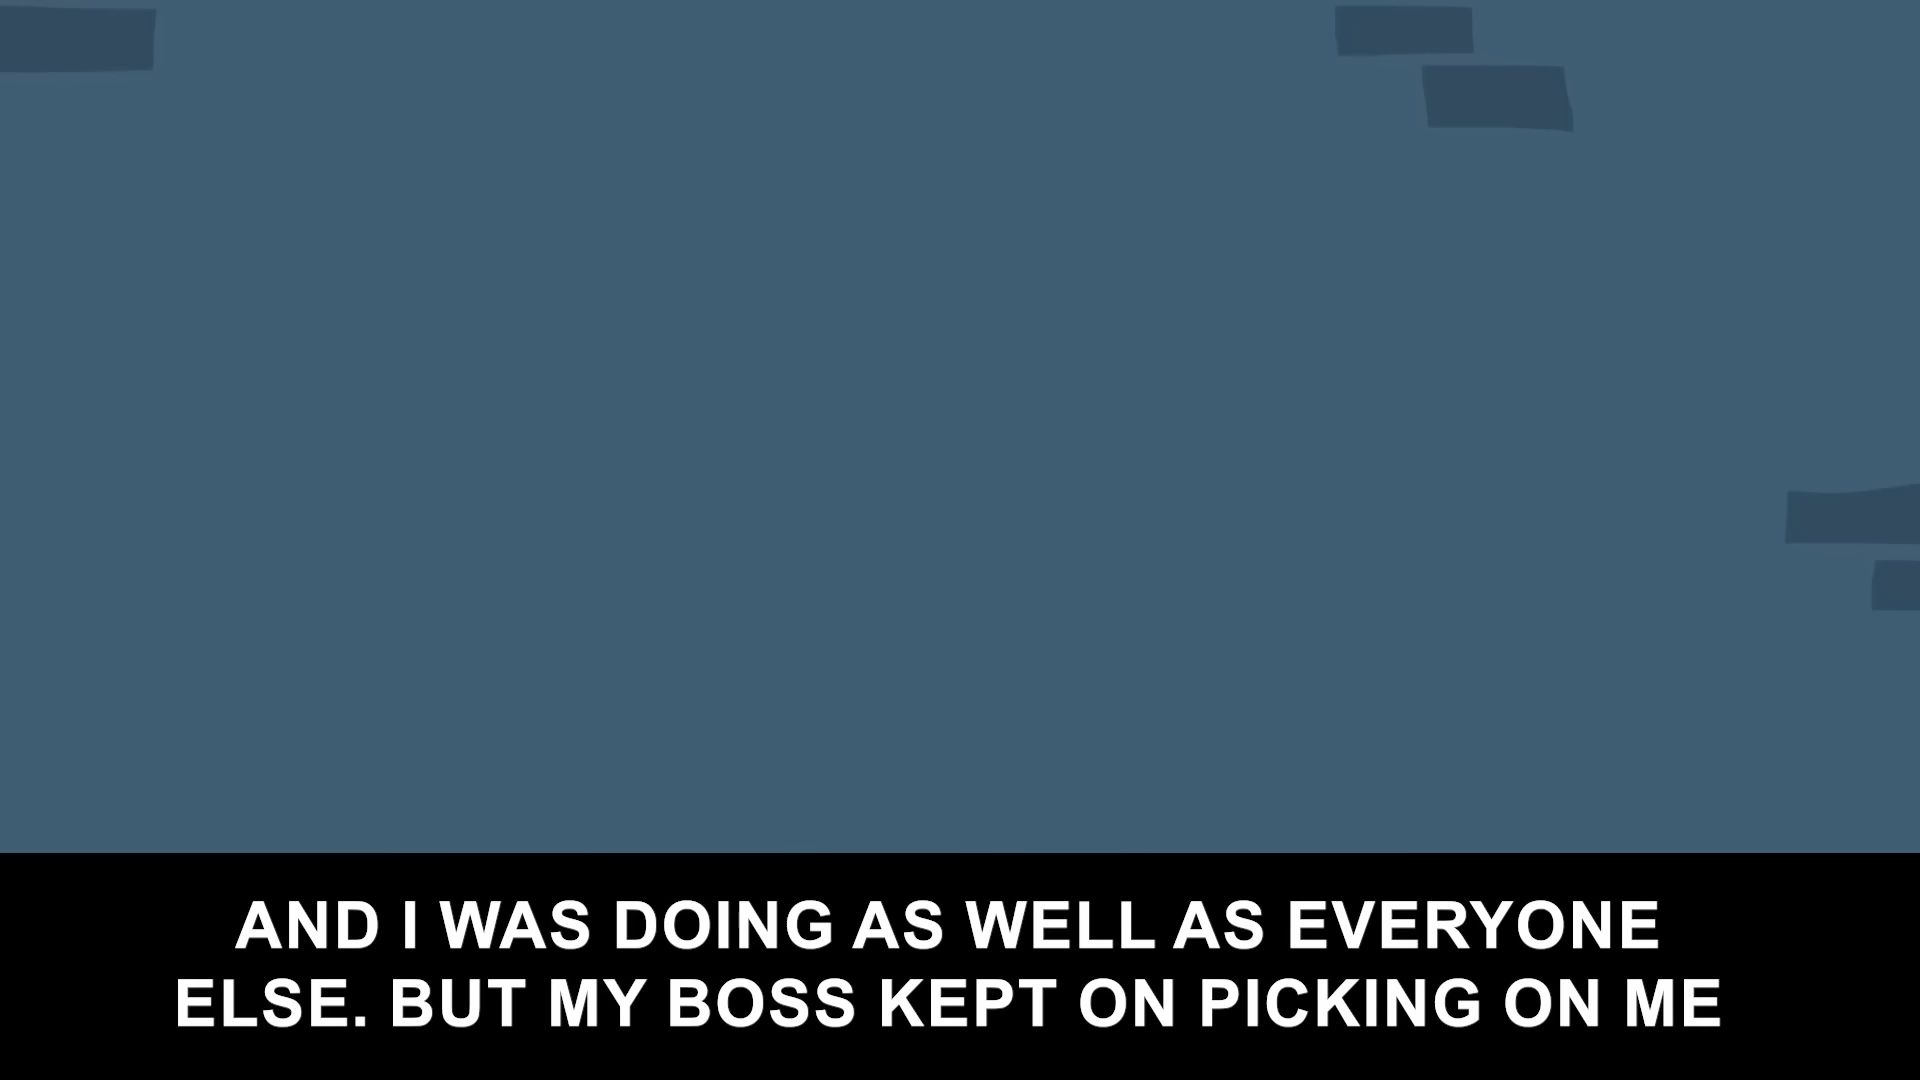 AND I WAS DOING AS WELL AS EVERYONE
ELSE. BUT MY BOSS KEPT ON PICKING ON ME